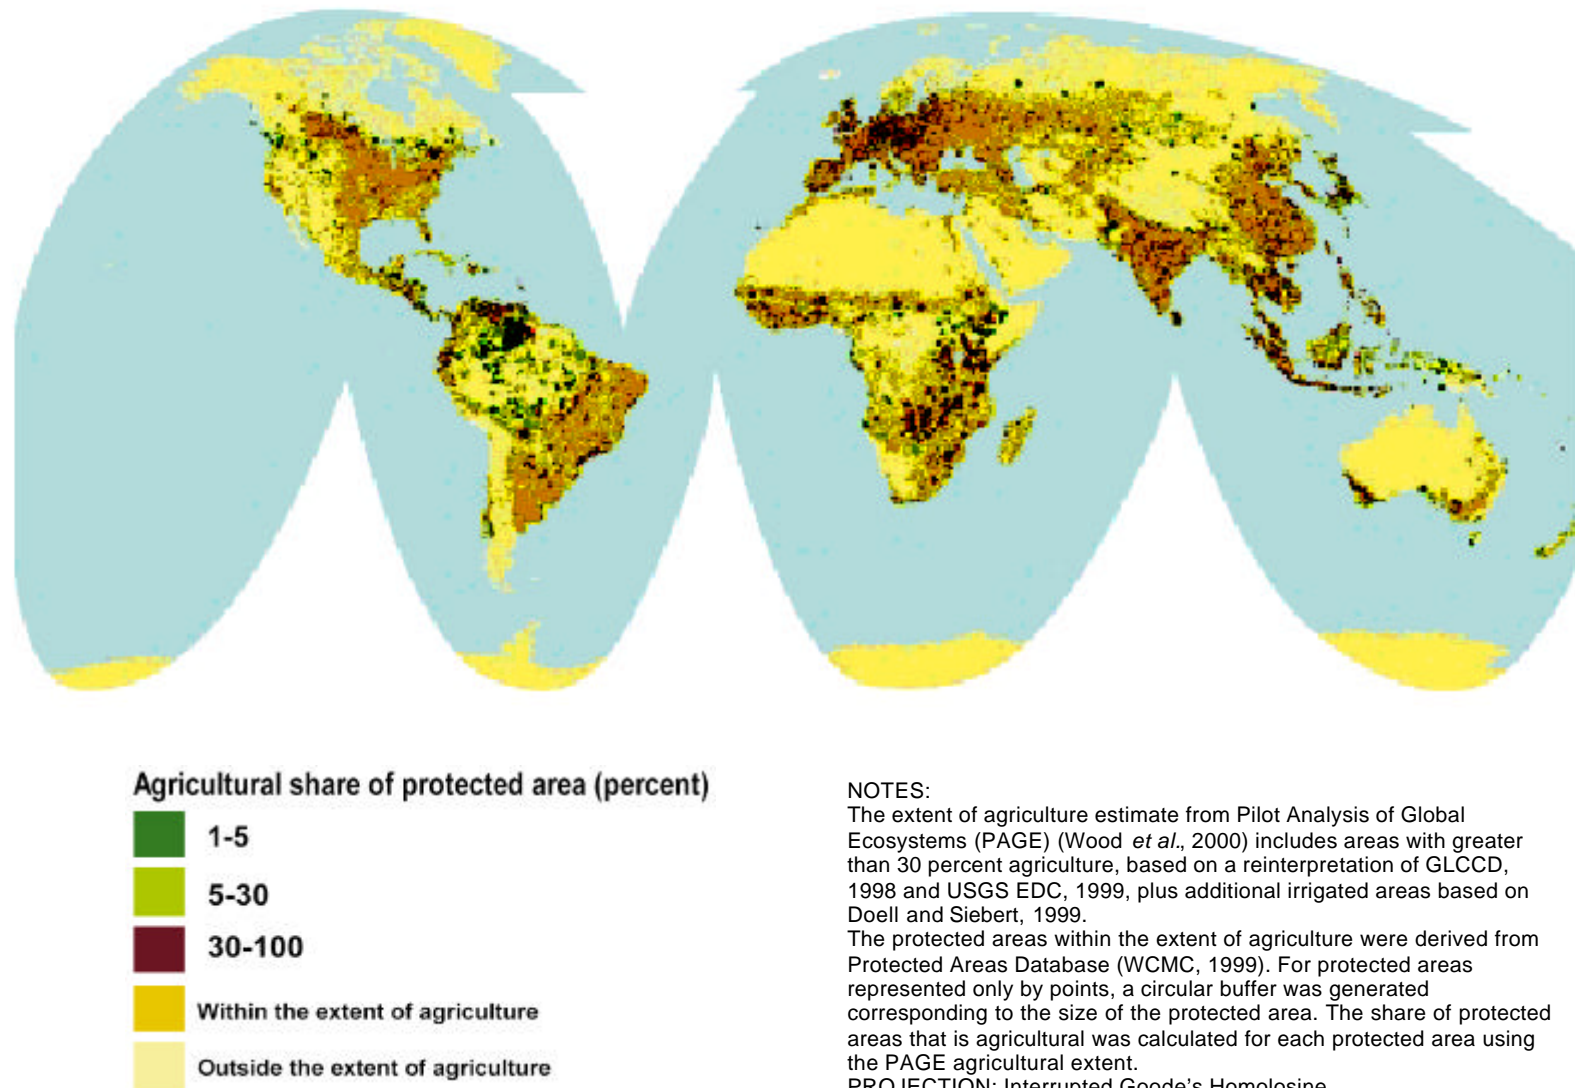 Agricultural share of protected area (percent)
1-5
5-30
30-100
Within the extent of agriculture
Outside the extent of agriculture
NOTES:
The extent of agriculture estimate from Pilot Analysis of Global
Ecosystems (PAGE) (Wood et al., 2000) includes areas with greater
than 30 percent agriculture, based on a reinterpretation of GLCCD,
1998 and USGS EDC, 1999, plus additional irrigated areas based on
Doell and Siebert, 1999.
The protected areas within the extent of agriculture were derived from
Protected Areas Database (WCMC, 1999). For protected areas
represented only by points, a circular buffer was generated
corresponding to the size of the protected area. The share of protected
areas that is agricultural was calculated for each protected area using
the PAGE agricultural extent.
PROJECTION: Interrupted Goode's Homolosine